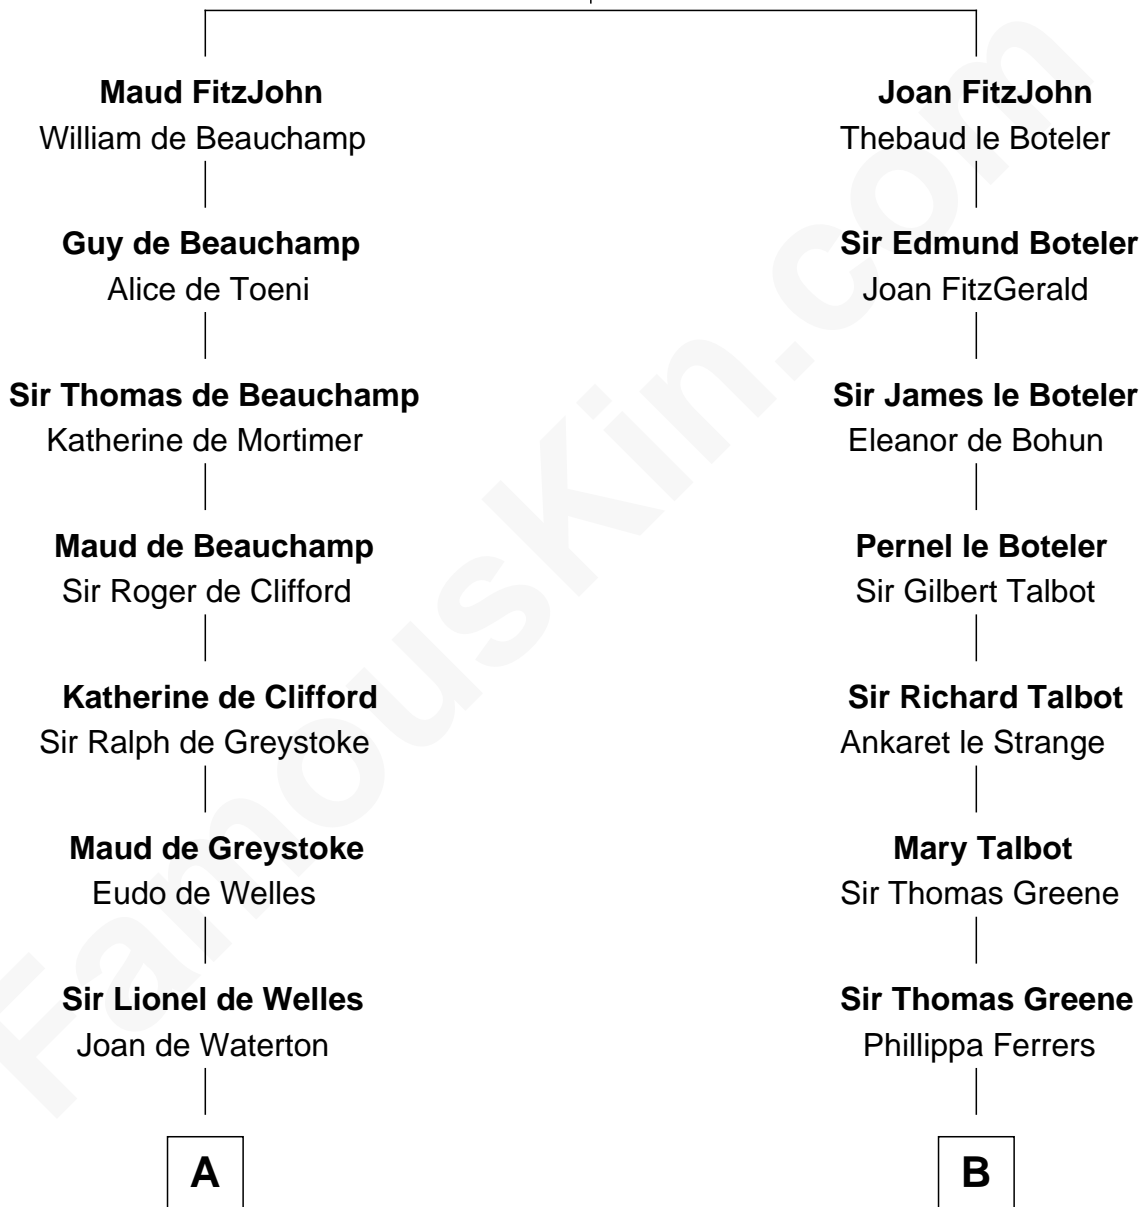 Maud FitzJohn
William de Beauchamp
Guy de Beauchamp
Alice de Toeni
Sir Thomas de Beauchamp
Katherine de Mortimer
Maud de Beauchamp
Sir Roger de Clifford
Katherine de Clifford
Sir Ralph de Greystoke
Maud de Greystoke
Eudo de Welles
Sir Lionel de Welles
Joan de Waterton
A
Joan FitzJohn
Thebaud le Boteler
Sir Edmund Boteler
Joan FitzGerald
Sir James le Boteler
Eleanor de Bohun
Pernel le Boteler
Sir Gilbert Talbot
Sir Richard Talbot
Ankaret le Strange
Mary Talbot
Sir Thomas Greene
Sir Thomas Greene
Phillippa Ferrers
B
FamousKin.com